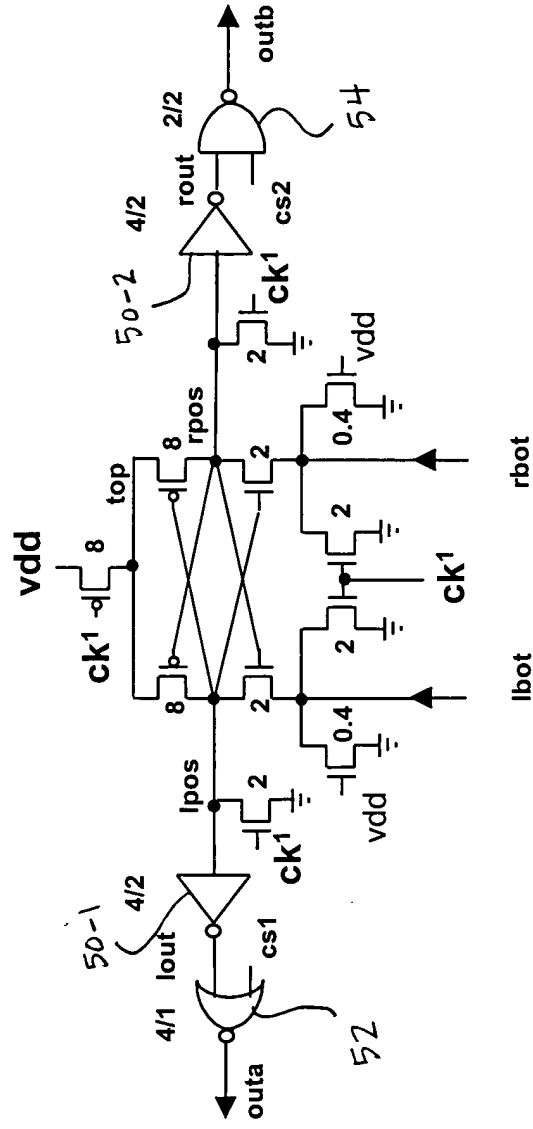 outa
4/1
52
lout
cs1
50-1
4/2
lpos
ck¹
2
vdd
ck¹
8
top
8
8
rpos
2
2
vdd
0.4
2
2
0.4
vdd
lbot
ck¹
rbot
2
ck¹
50-2
4/2
rout
cs2
2/2
54
outb